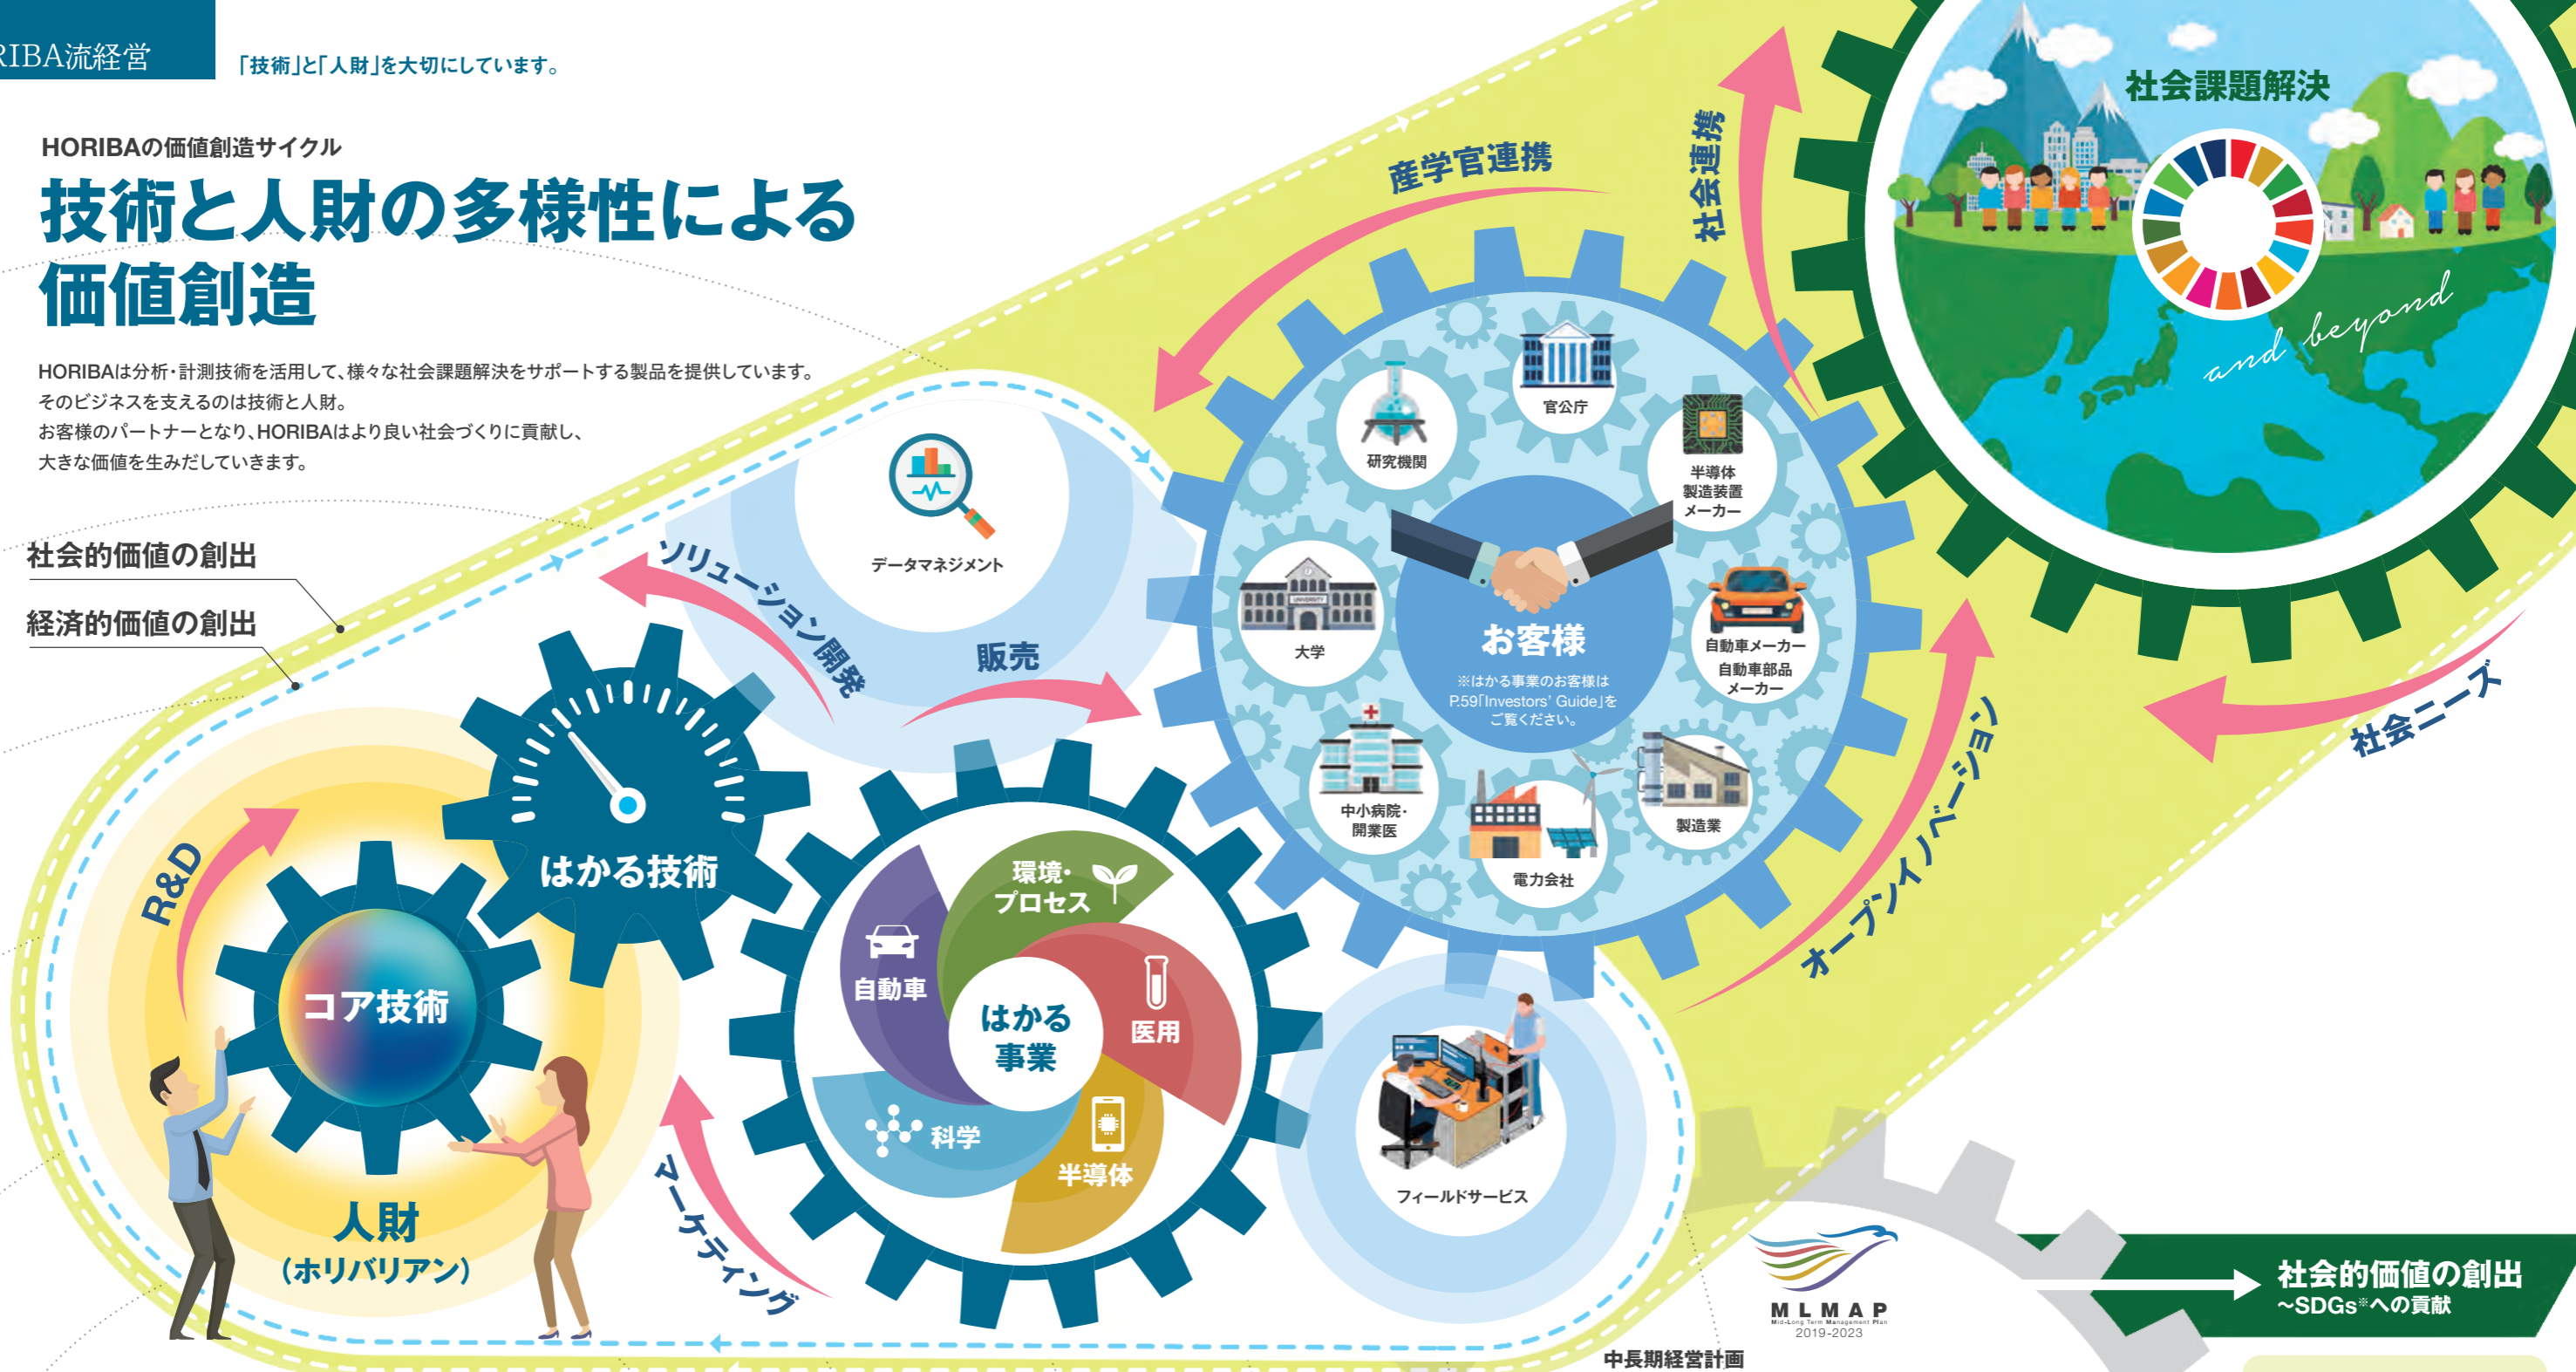 RIBA流経営
「技術」と「人財」を大切にしています。
HORIBAの価値創造サイクル
技術と人財の多様性による
価値創造
HORIBAは分析・計測技術を活用して、様々な社会課題解決をサポートする製品を提供しています。
そのビジネスを支えるのは技術と人財。
お客様のパートナーとなり、HORIBAはより良い社会づくりに貢献し、
大きな価値を生みだしていきます。
社会的価値の創出
経済的価値の創出
社会課題解決
and beyond
社会連携
産学官連携
社会ニーズ
オープンイノベーション
ソリューション開発
データマネジメント
販売
官公庁
研究機関
半導体
製造装置
メーカー
大学
UNIVERSITY
お客様
※はかる事業のお客様は
P.59「Investors' Guide」を
ご覧ください。
自動車メーカー
自動車部品
メーカー
中小病院・
開業医
電力会社
製造業
R&D
はかる技術
コア技術
人財
(ホリバリアン)
マーケティング
はかる
事業
環境・
プロセス
自動車
医用
科学
半導体
フィールドサービス
MLMAP
Mid-Long Term Management Plan
2019-2023
中長期経営計画
社会的価値の創出
〜SDGs※への貢献